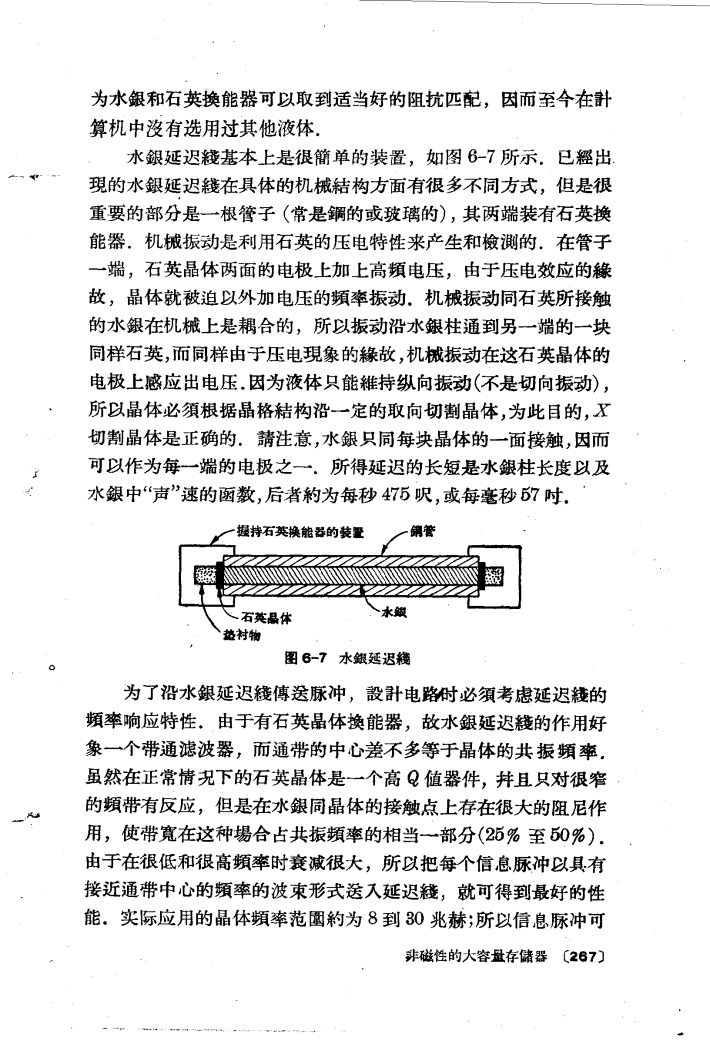 为水銀和石英換能器可以取到适当好的阻抗匹配，因而至今在計
算机中沒有选用过其他液体．
水銀延迟綫基本上是很簡单的装置，如图 6-7 所示．已經出
現的水銀延迟綫在具体的机械結构方面有很多不同方式，但是很
重要的部分是一根管子（常是鋼的或玻璃的），其两端装有石英換
能器．机械振动是利用石英的压电特性来产生和檢測的．在管子
一端，石英晶体两面的电极上加上高頻电压，由于压电效应的緣
故，晶体就被迫以外加电压的頻率振动．机械振动同石英所接触
的水銀在机械上是耦合的，所以振动沿水銀柱通到另一端的一块
同样石英，而同样由于压电現象的緣故，机械振动在这石英晶体的
电极上感应出电压．因为液体只能維持纵向振动（不是切向振动），
所以晶体必須根据晶格結构沿一定的取向切割晶体，为此目的，X
切割晶体是正确的．請注意，水銀只同每块晶体的一面接触，因而
可以作为每一端的电极之一．所得延迟的长短是水銀柱长度以及
水銀中“声”速的函数，后者約为每秒 475 呎，或每毫秒 57 吋．
握持石英換能器的装置
鋼管
石英晶体
水銀
垫衬物
图 6-7 水銀延迟綫
为了沿水銀延迟綫傳送脉冲，設計电路时必須考虑延迟綫的
頻率响应特性．由于有石英晶体換能器，故水銀延迟綫的作用好
象一个带通滤波器，而通带的中心差不多等于晶体的共振頻率．
虽然在正常情况下的石英晶体是一个高 Q 値器件，幷且只对很窄
的頻带有反应，但是在水銀同晶体的接触点上存在很大的阻尼作
用，使带寬在这种場合占共振頻率的相当一部分(25% 至 50%)．
由于在很低和很高頻率时衰减很大，所以把每个信息脉冲以具有
接近通带中心的頻率的波束形式送入延迟綫，就可得到最好的性
能．实际应用的晶体頻率范圍約为 8 到 30 兆赫；所以信息脉冲可
非磁性的大容量存儲器〔267〕